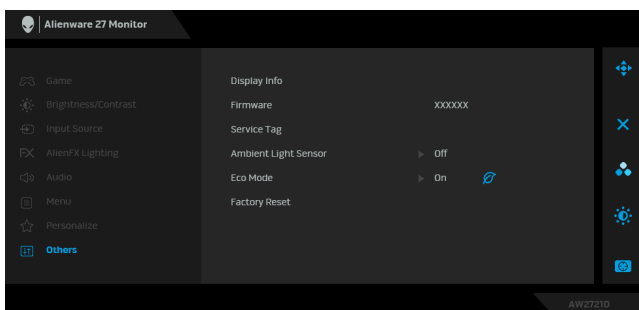 Alienware 27 Monitor
Game
Brightness/Contrast
Input Source
AlienFX Lighting
Audio
Menu
Personalize
Others
Display Info
Firmware XXXXXX
Service Tag
Ambient Light Sensor Off
Eco Mode On
Factory Reset
AW2721D